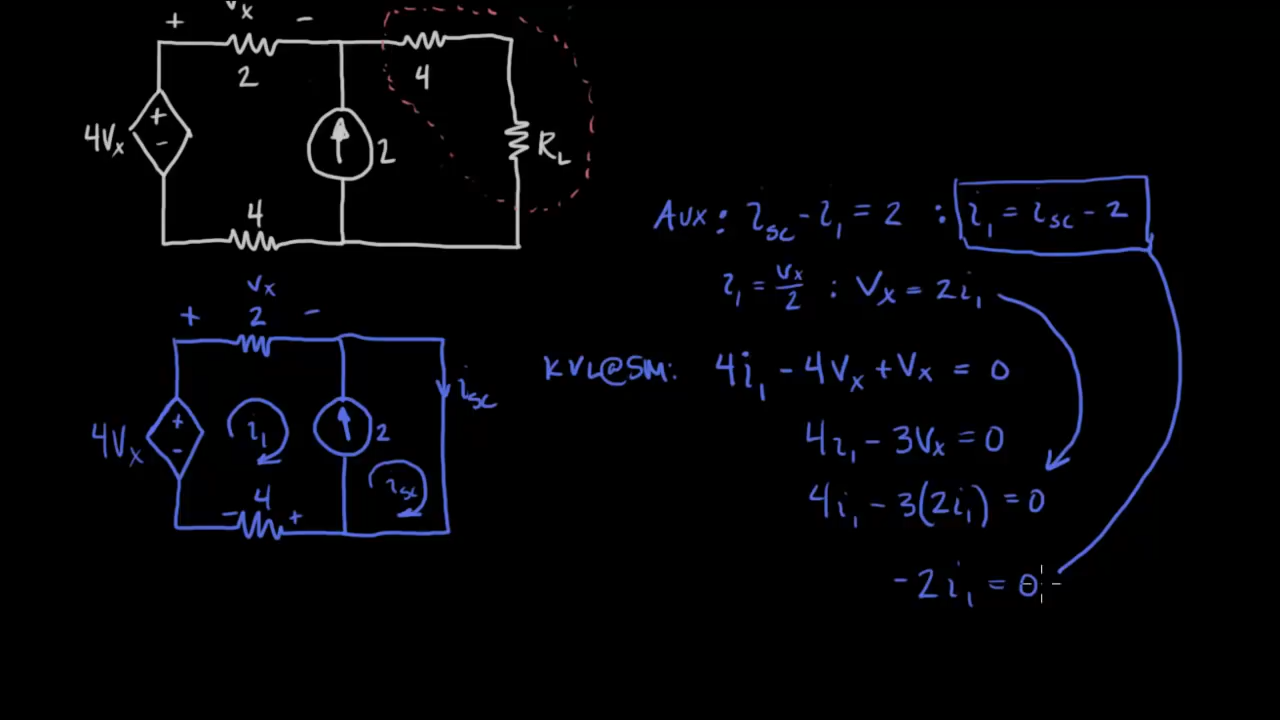 Vx
+ −
2
4
4Vx
+
−
2
RL
4
Aux: isc − i1 = 2 : i1 = isc − 2
i1 = Vx/2 : Vx = 2i1
Vx
+ 2 −
KVL@SM: 4i1 − 4Vx + Vx = 0
isc
4Vx
+
−
i1
2
4i1 − 3Vx = 0
isc
4
− +
4i1 − 3(2i1) = 0
−2i1 = 0